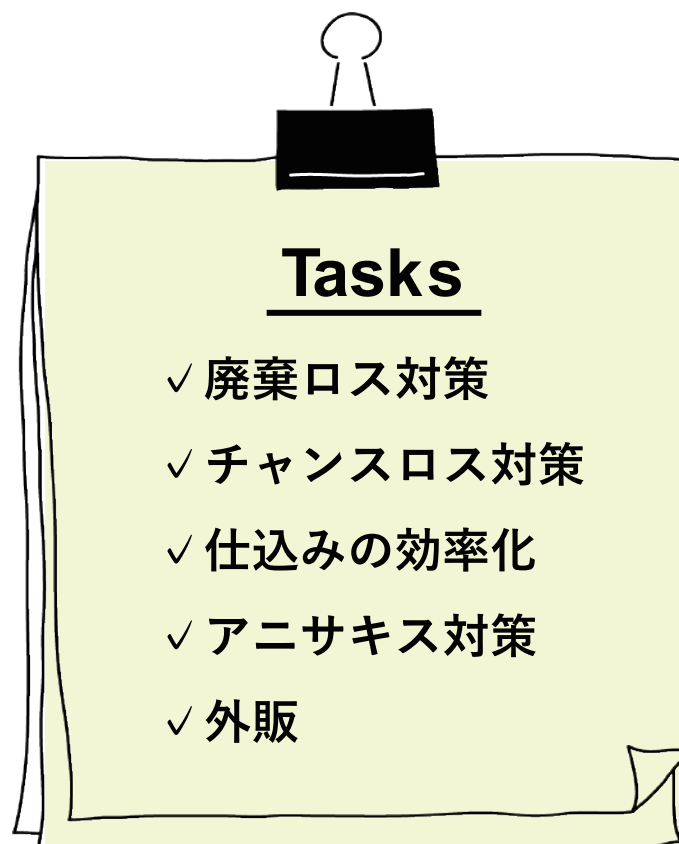 Tasks
✓ 廃棄ロス対策
✓ チャンスロス対策
✓ 仕込みの効率化
✓ アニサキス対策
✓ 外販